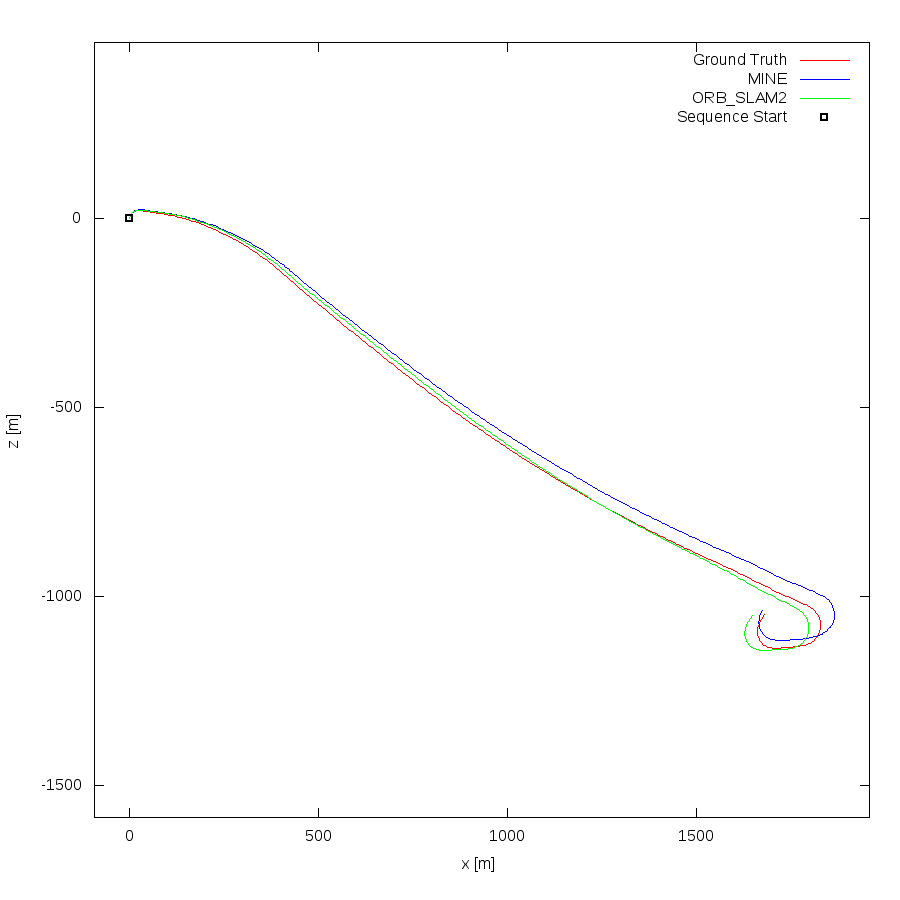 Ground Truth
MINE
ORB_SLAM2
Sequence Start
0
-500
-1000
-1500
z [m]
0
500
1000
1500
x [m]